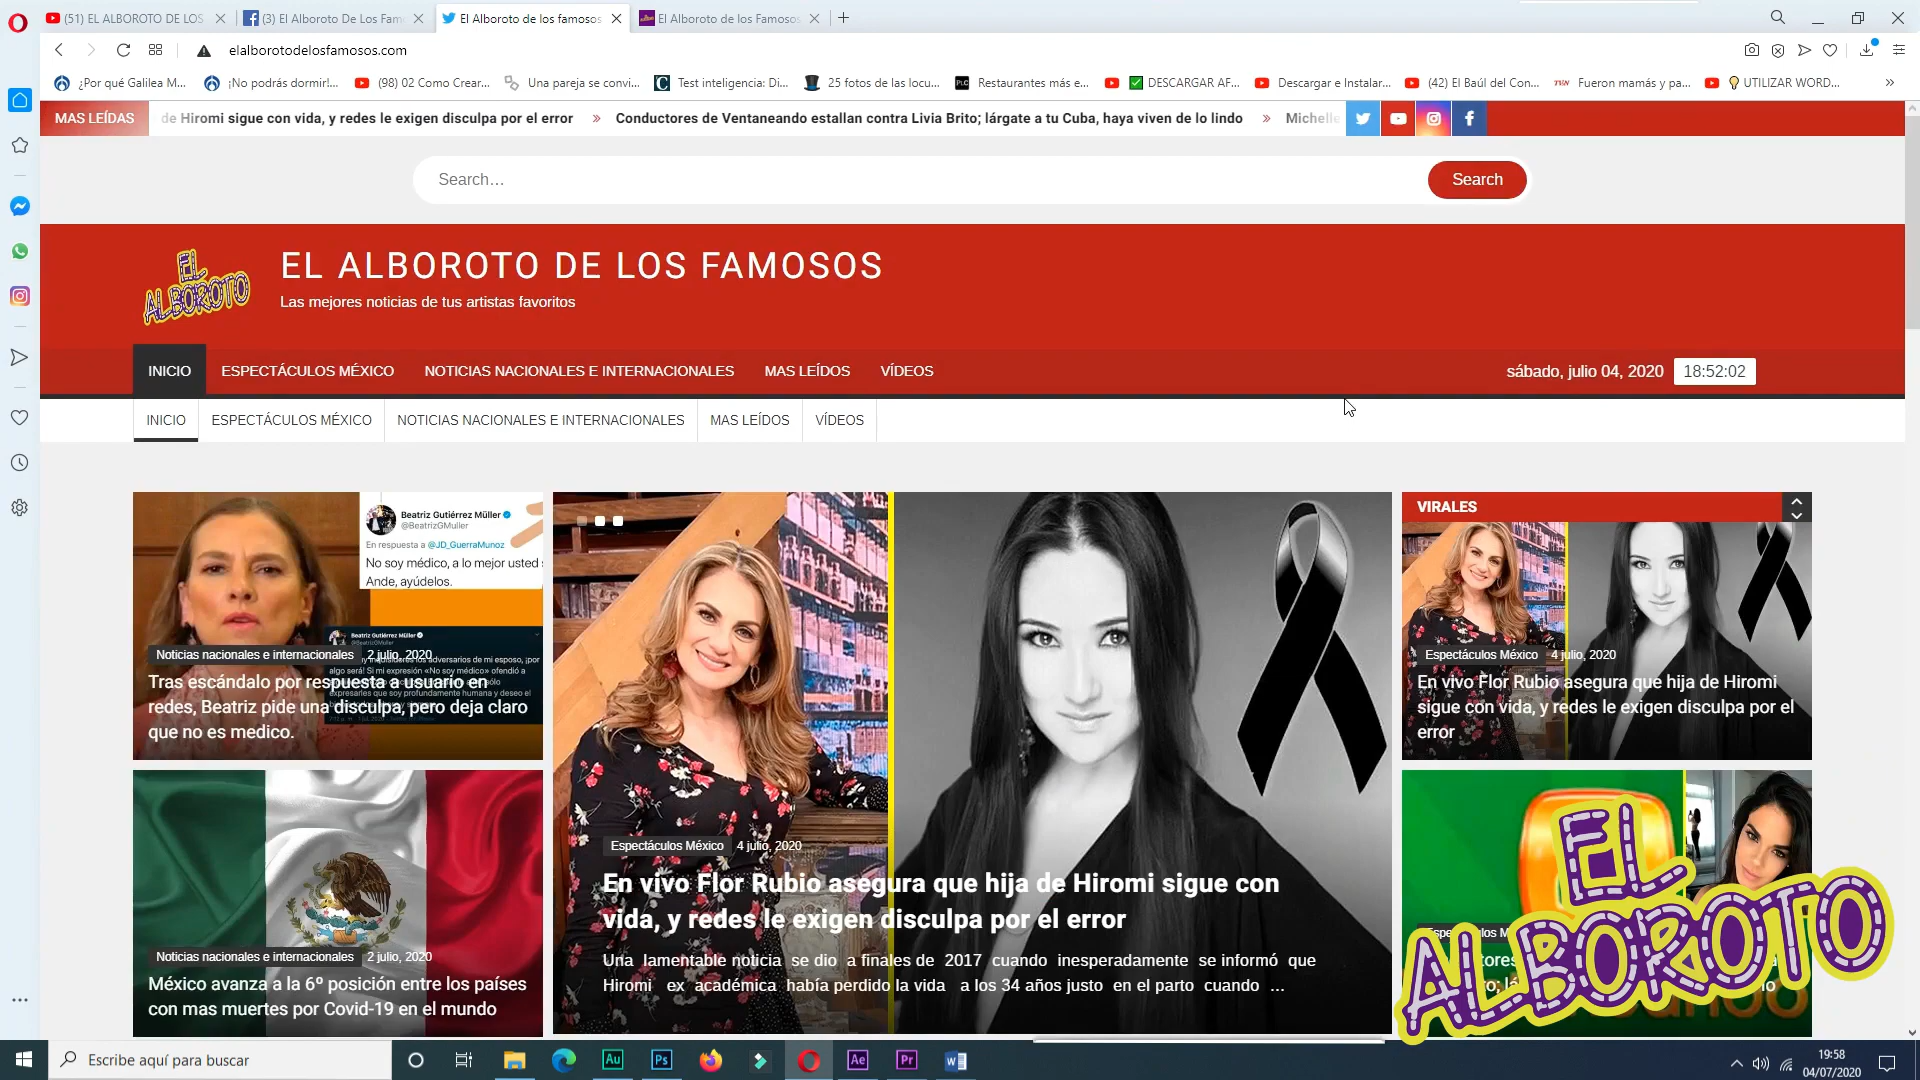 (51) EL ALBOROTO DE LOS
(3) El Alboroto De Los Fam
El Alboroto de los famosos
El Alboroto de los Famosos
elalborotodelosfamosos.com
¿Por qué Galilea M...
¡No podrás dormir!...
(98) 02 Como Crear...
Una pareja se convi...
Test inteligencia: Di...
25 fotos de las locu...
Restaurantes más e...
DESCARGAR AF...
Descargar e Instalar...
(42) El Baúl del Con...
Fueron mamás y pa...
UTILIZAR WORD...
MAS LEÍDAS
de Hiromi sigue con vida, y redes le exigen disculpa por el error
Conductores de Ventaneando estallan contra Livia Brito; lárgate a tu Cuba, haya viven de lo lindo
Michelle
Search…
Search
EL ALBOROTO
EL ALBOROTO DE LOS FAMOSOS
Las mejores noticias de tus artistas favoritos
INICIO
ESPECTÁCULOS MÉXICO
NOTICIAS NACIONALES E INTERNACIONALES
MAS LEÍDOS
VÍDEOS
sábado, julio 04, 2020
18:52:02
INICIO
ESPECTÁCULOS MÉXICO
NOTICIAS NACIONALES E INTERNACIONALES
MAS LEÍDOS
VÍDEOS
Beatriz Gutiérrez Müller
@BeatrizGMuller
En respuesta a @JD_GuerraMunoz
No soy médico, a lo mejor usted
Ande, ayúdelos.
Beatriz Gutiérrez Müller
Noticias nacionales e internacionales
2 julio, 2020
Tras escándalo por respuesta a usuario en
redes, Beatriz pide una disculpa, pero deja claro
que no es medico.
Noticias nacionales e internacionales
2 julio, 2020
México avanza a la 6º posición entre los países
con mas muertes por Covid-19 en el mundo
Espectáculos México
4 julio, 2020
En vivo Flor Rubio asegura que hija de Hiromi sigue con
vida, y redes le exigen disculpa por el error
Una lamentable noticia se dio a finales de 2017 cuando inesperadamente se informó que
Hiromi ex académica había perdido la vida a los 34 años justo en el parto cuando ...
VIRALES
Espectáculos México
4 julio, 2020
En vivo Flor Rubio asegura que hija de Hiromi
sigue con vida, y redes le exigen disculpa por el
error
EL
ALBOROTO
Escribe aquí para buscar
Au
Ps
Ae
Pr
19:58
04/07/2020